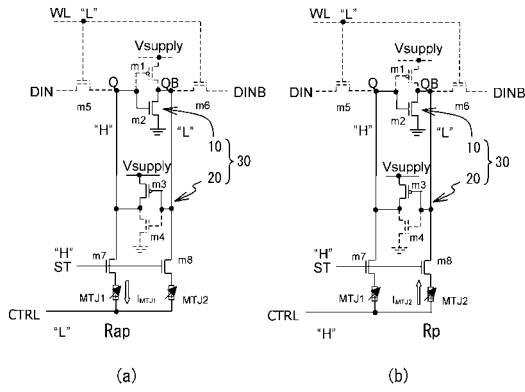 WL "L"
Vsupply
m1
Q
QB
DIN
DINB
m5
m6
m2
10
30
"H"
"L"
Vsupply
20
m3
m4
"H"
m7
m8
ST
MTJ1
IMTJ1
MTJ2
CTRL
"L"
Rap
(a)
WL "L"
Vsupply
m1
Q
QB
DIN
DINB
m5
m6
m2
10
30
"H"
"L"
Vsupply
20
m3
m4
"H"
m7
m8
ST
MTJ1
IMTJ2
MTJ2
CTRL
"H"
Rp
(b)